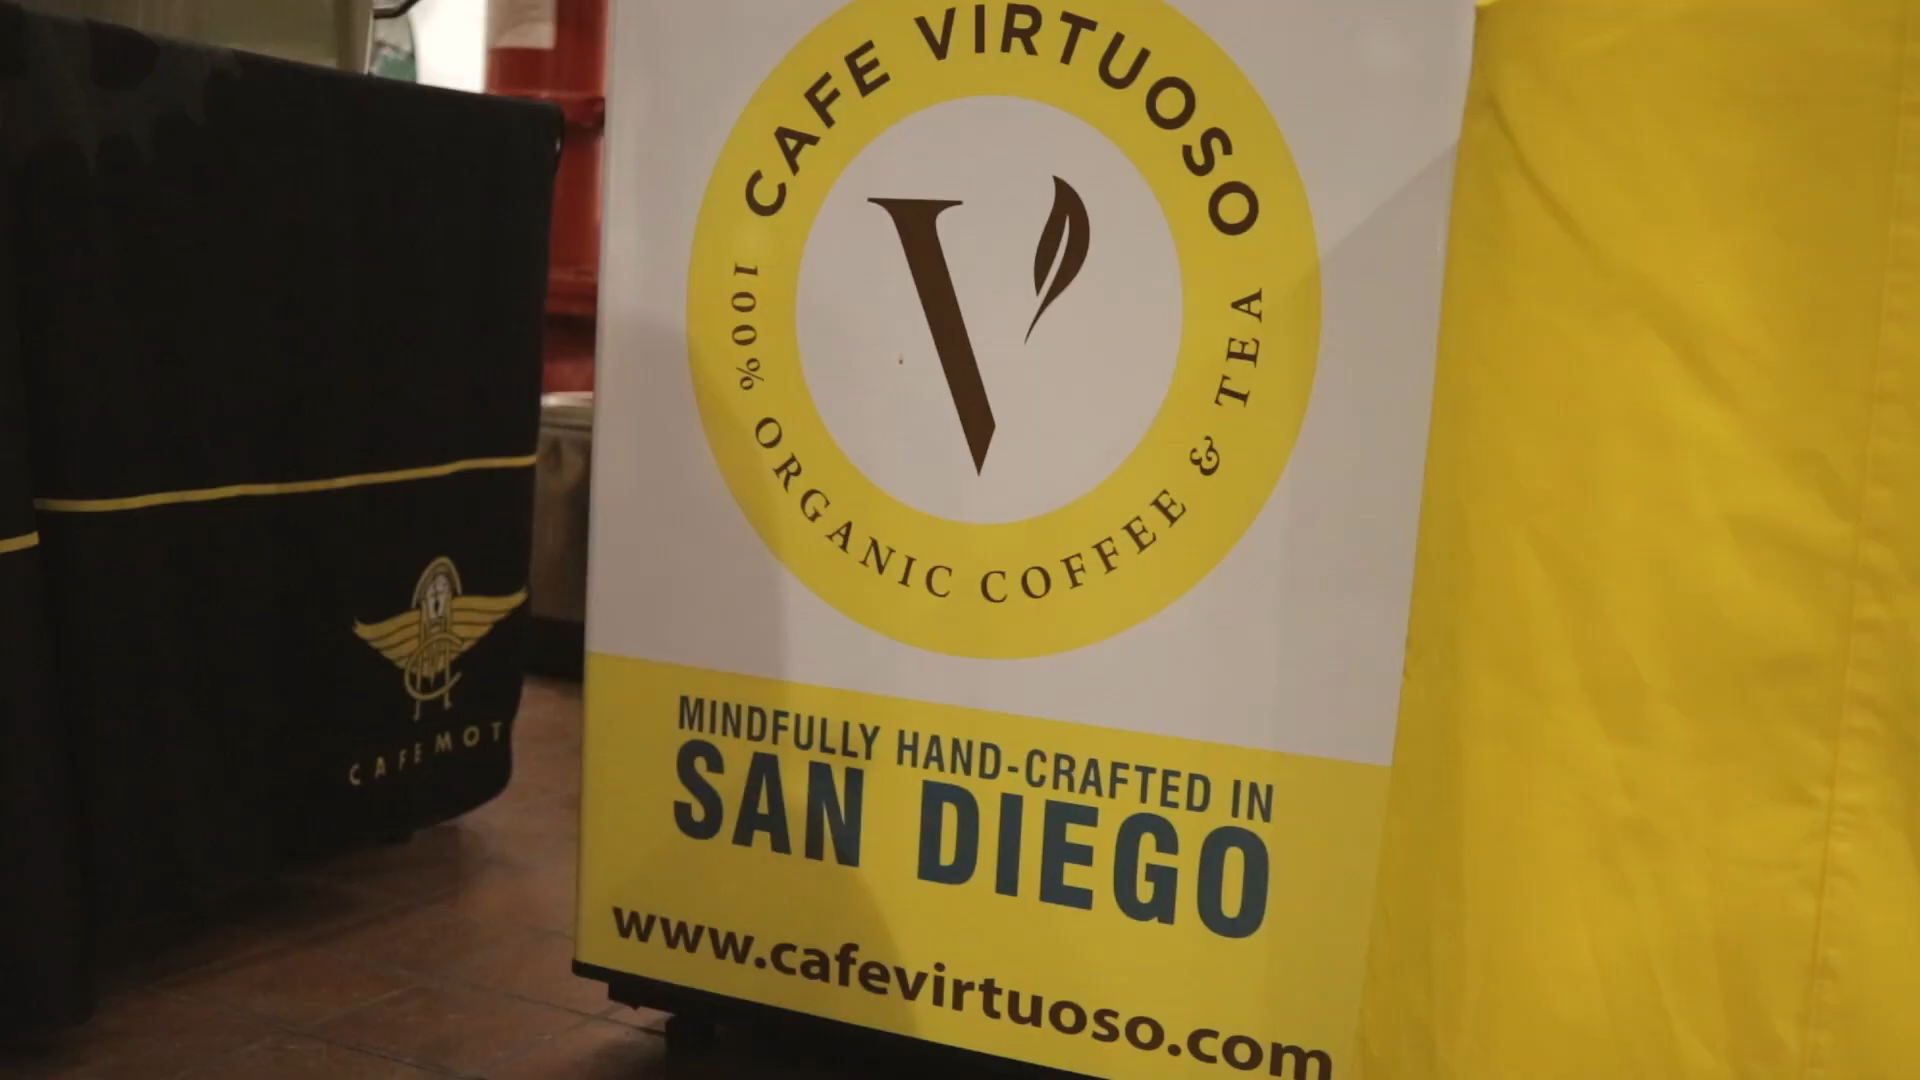 CAFE VIRTUOSO
100% ORGANIC COFFEE & TEA
MINDFULLY HAND-CRAFTED IN
SAN DIEGO
www.cafevirtuoso.com
CAFEMOT